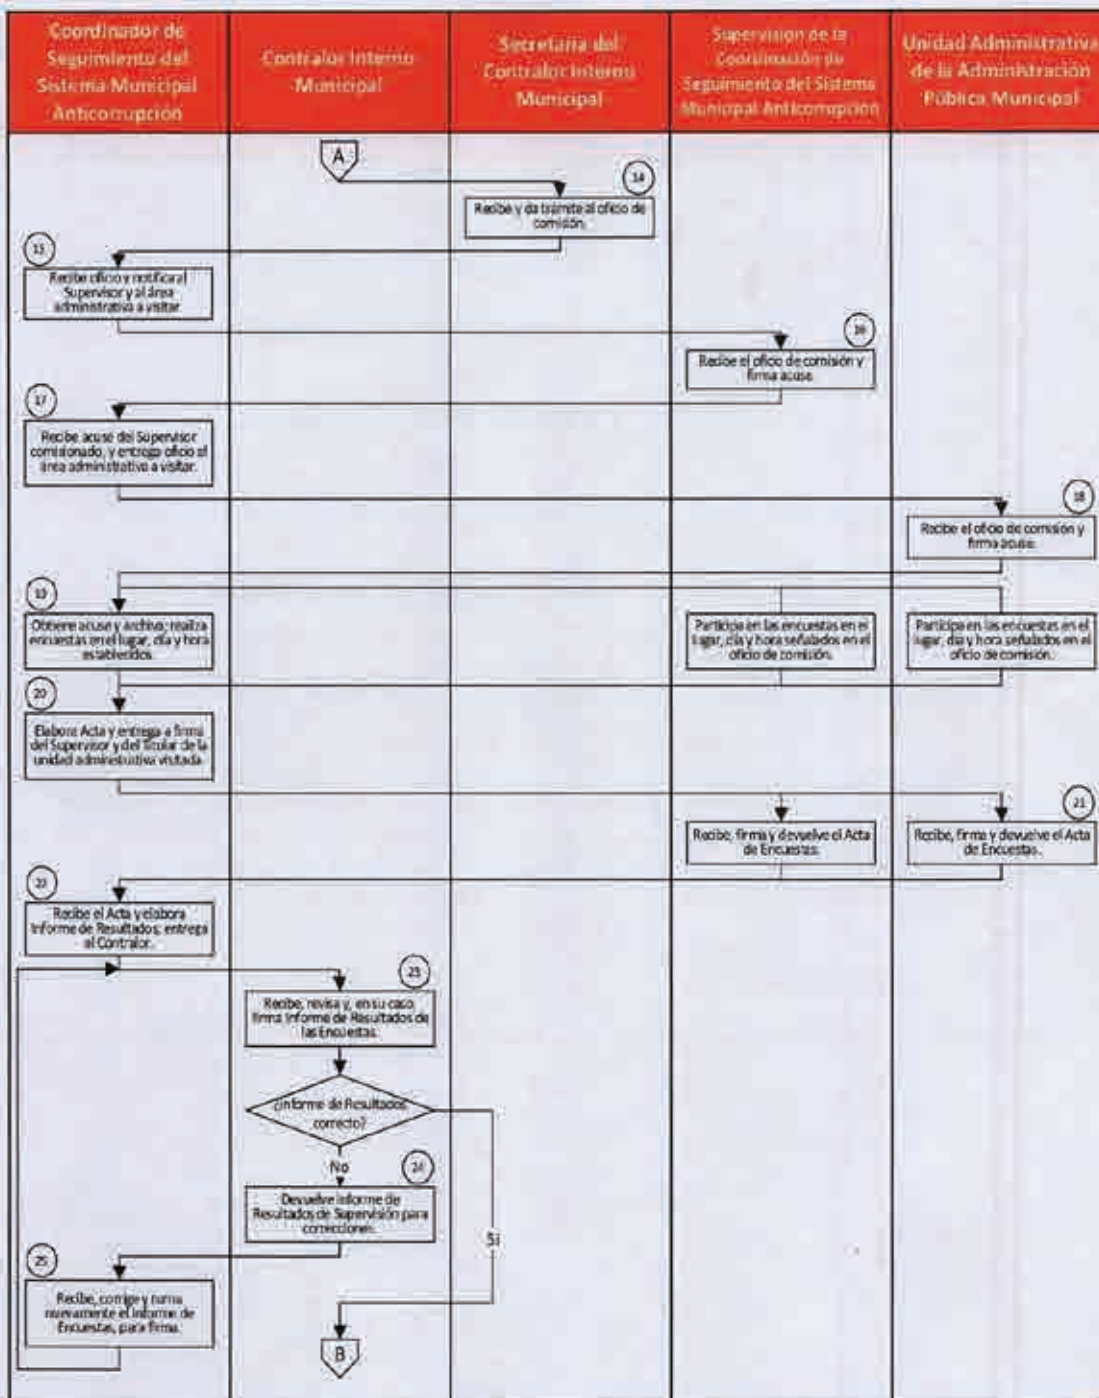 Coordinador de
Seguimiento del
Sistema Municipal
Anticorrupción
Contralor Interno
Municipal
Secretaria del
Contralor Interno
Municipal
Supervisión de la
Coordinación de
Seguimiento del Sistema
Municipal Anticorrupción
Unidad Administrativa
de la Administración
Pública Municipal
A
14
Recibe y da trámite al oficio de
comisión.
15
Recibe oficio y notifica al
Supervisor y al área
administrativa a visitar.
16
Recibe el oficio de comisión y
firma acuse.
17
Recibe acuse del Supervisor
comisionado, y entrega oficio al
área administrativa a visitar.
18
Recibe el oficio de comisión y
firma acuse.
19
Obtiene acuse y archiva; realiza
encuestas en el lugar, día y hora
establecidos.
Participa en las encuestas en el
lugar, día y hora señalados en el
oficio de comisión.
Participa en las encuestas en el
lugar, día y hora señalados en el
oficio de comisión.
20
Elabora Acta y entrega a firma
del Supervisor y del titular de la
unidad administrativa visitada.
21
Recibe, firma y devuelve el Acta
de Encuestas.
Recibe, firma y devuelve el Acta
de Encuestas.
22
Recibe el Acta y elabora
Informe de Resultados; entrega
al Contralor.
23
Recibe, revisa y, en su caso,
firma Informe de Resultados de
las Encuestas.
¿Informe de Resultados
correcto?
No
24
Devuelve Informe de
Resultados de Supervisión para
correcciones.
Si
25
Recibe, corrige y turna
nuevamente el Informe de
Encuestas, para firma.
B